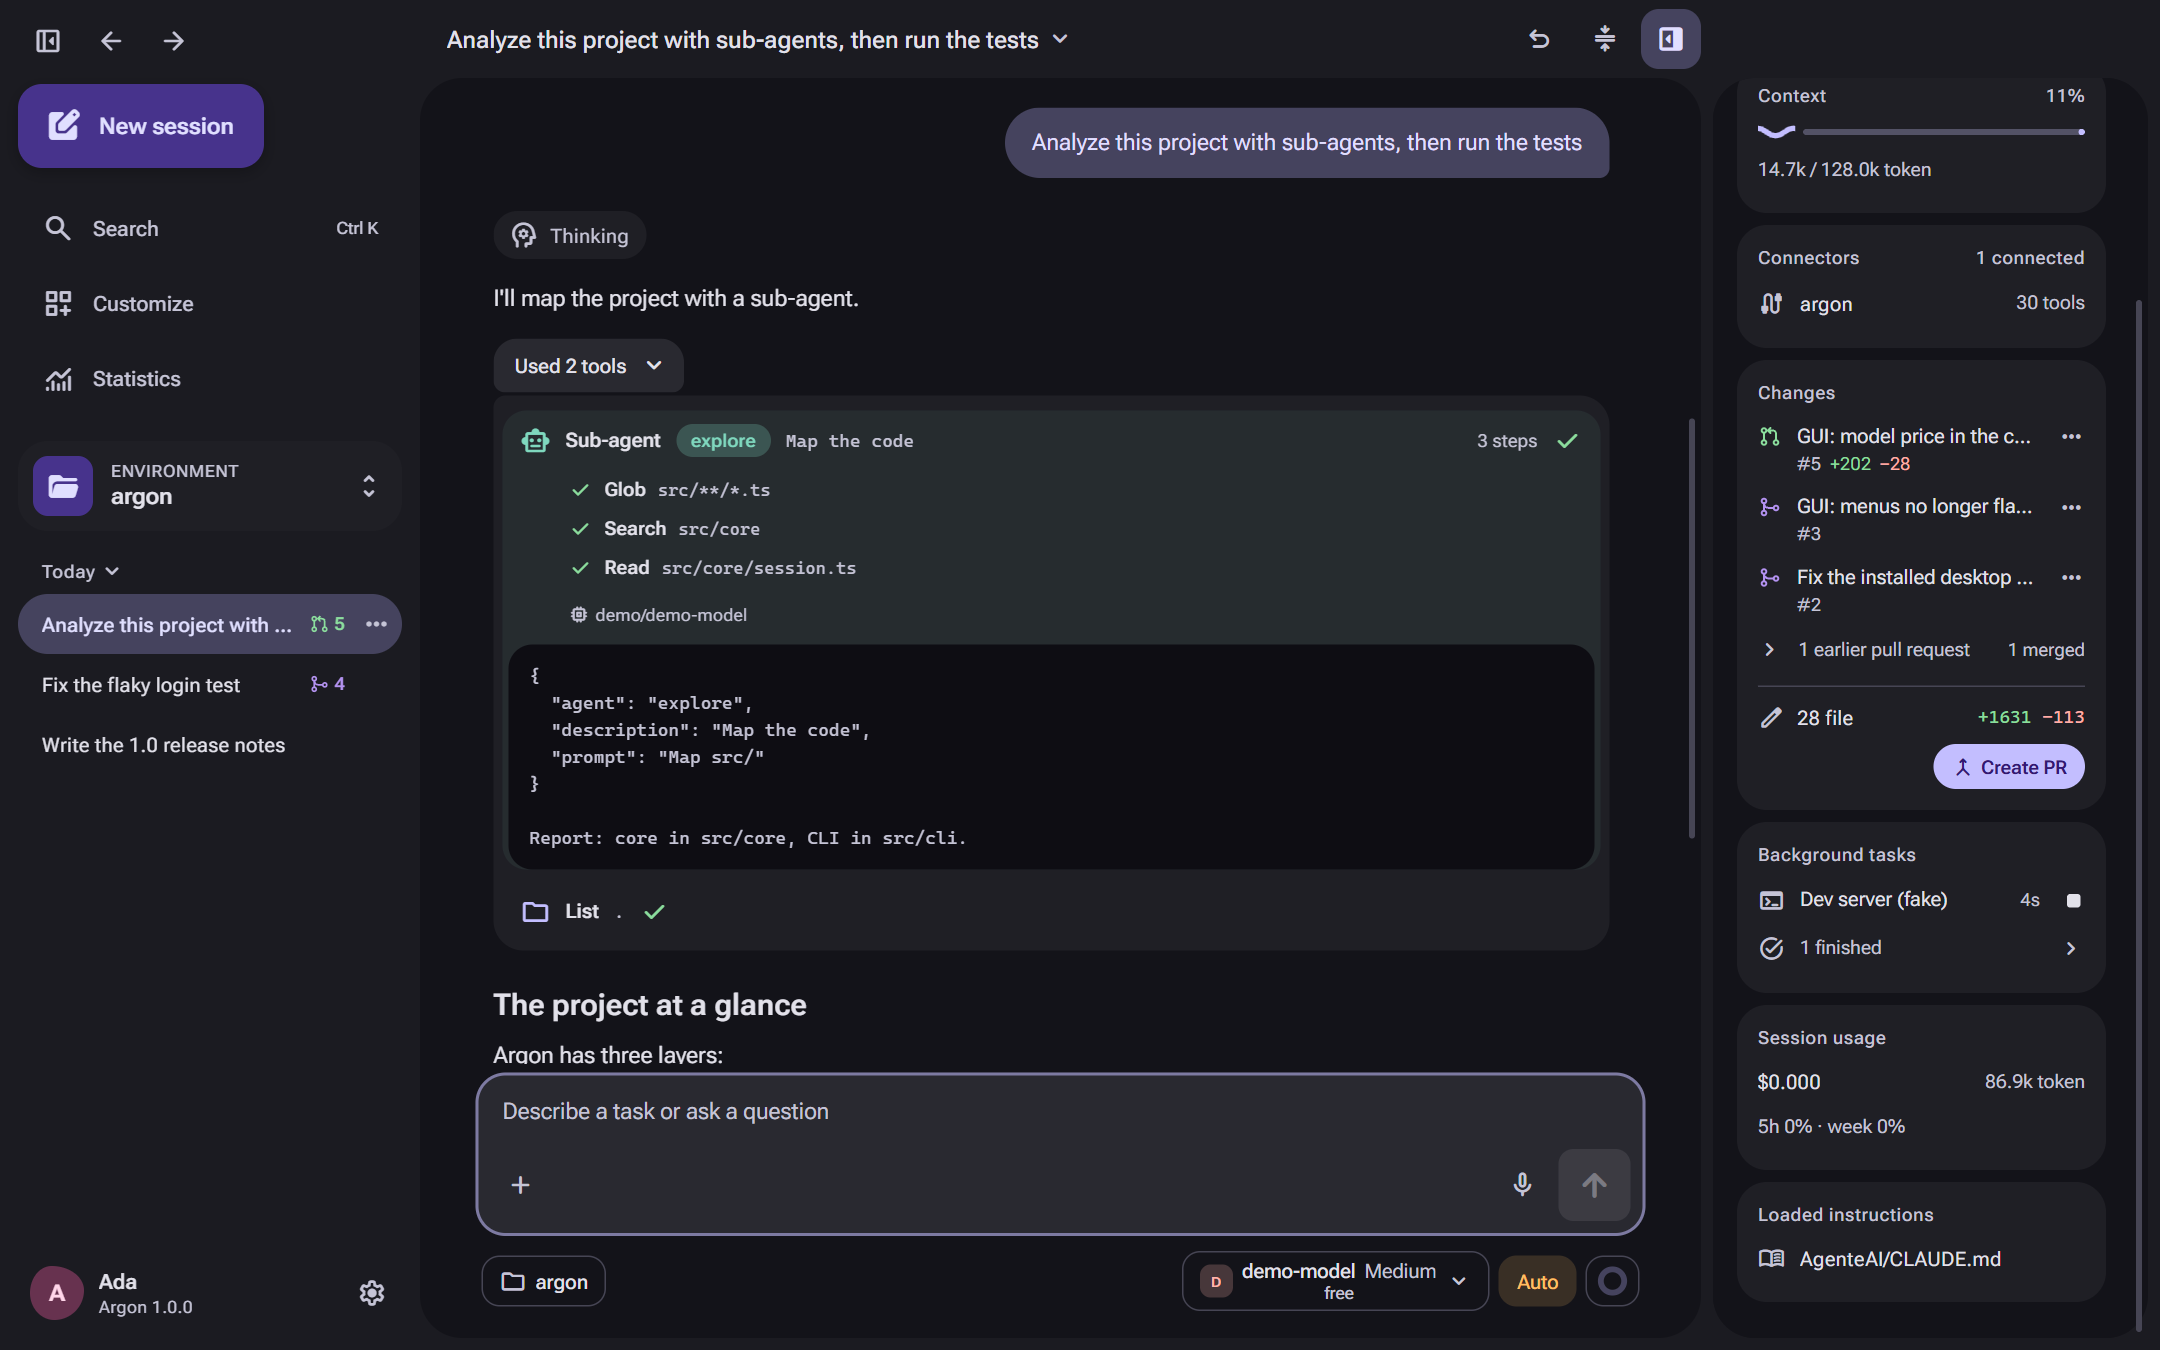 Analyze this project with sub-agents, then run the tests
New session
Search
Ctrl K
Customize
Statistics
ENVIRONMENT
argon
Today
Analyze this project with ...
5
Fix the flaky login test
4
Write the 1.0 release notes
A
Ada
Argon 1.0.0
Analyze this project with sub-agents, then run the tests
Thinking
I'll map the project with a sub-agent.
Used 2 tools
Sub-agent explore Map the code
3 steps
Glob src/**/*.ts
Search src/core
Read src/core/session.ts
demo/demo-model
{
"agent": "explore",
"description": "Map the code",
"prompt": "Map src/"
}
Report: core in src/core, CLI in src/cli.
List .
The project at a glance
Argon has three layers:
Describe a task or ask a question
argon
D
demo-model Medium
free
Auto
Context
11%
14.7k / 128.0k token
Connectors
1 connected
argon
30 tools
Changes
GUI: model price in the c...
#5 +202 −28
GUI: menus no longer fla...
#3
Fix the installed desktop ...
#2
1 earlier pull request
1 merged
28 file
+1631 −113
Create PR
Background tasks
Dev server (fake)
4s
1 finished
Session usage
$0.000
86.9k token
5h 0% · week 0%
Loaded instructions
AgenteAI/CLAUDE.md